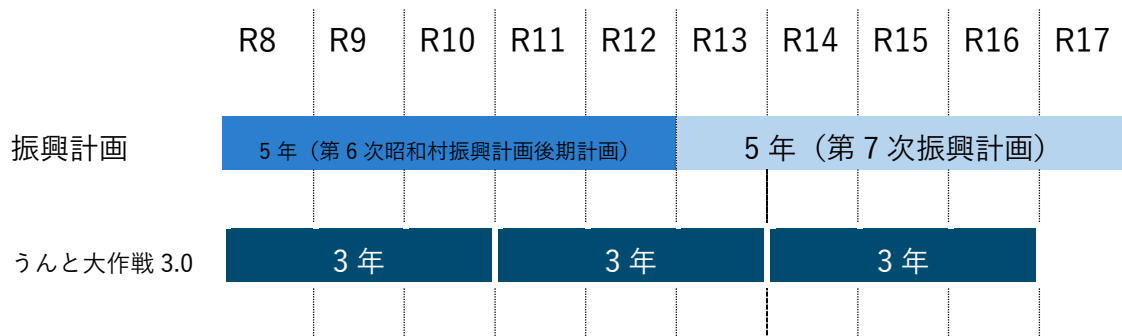 R8 R9 R10 R11 R12 R13 R14 R15 R16 R17
振興計画 5 年（第 6 次昭和村振興計画後期計画） 5 年（第 7 次振興計画）
うんと大作戦 3.0 3 年 3 年 3 年